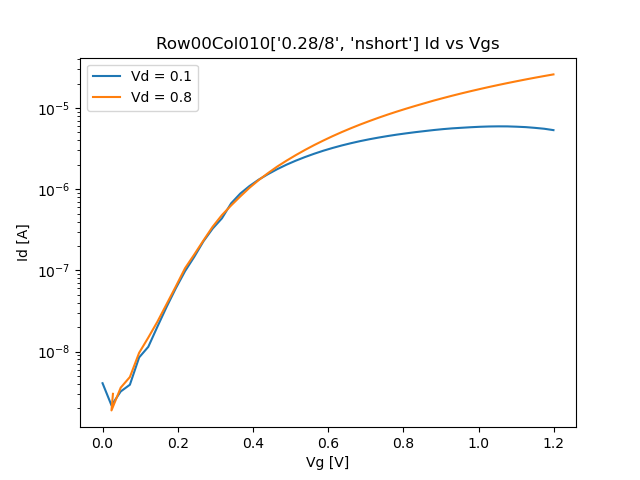 Row00Col010['0.28/8', 'nshort'] Id vs Vgs
Vd = 0.1
Vd = 0.8
10⁻⁵
10⁻⁶
10⁻⁷
10⁻⁸
Id [A]
0.0 0.2 0.4 0.6 0.8 1.0 1.2
Vg [V]